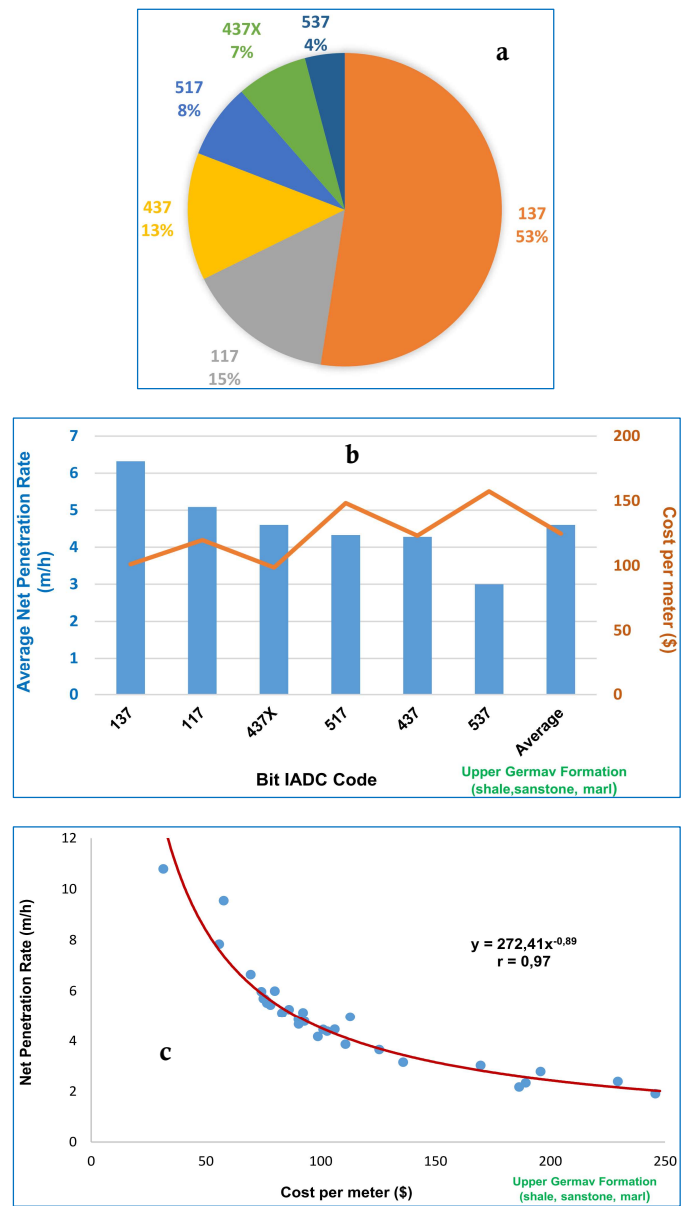 537
4%
a
437X
7%
517
8%
437
13%
137
53%
117
15%
b
Average Net Penetration Rate
(m/h)
7
6
5
4
3
2
1
0
200
150
100
50
0
Cost per meter ($)
137
117
437X
517
437
537
Average
Bit IADC Code
Upper Germav Formation
(shale,sanstone, marl)
Net Penetration Rate (m/h)
12
10
8
6
4
2
0
y = 272,41x-0,89
r = 0,97
c
0
50
100
150
200
250
Cost per meter ($)
Upper Germav Formation
(shale, sanstone, marl)